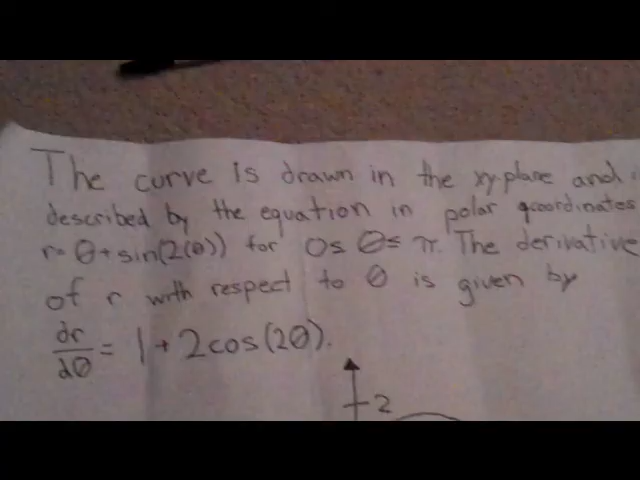 The curve is drawn in the xy-plane and
described by the equation in polar coordinates
r= θ+sin(2(θ)) for 0≤ θ≤ π. The derivative
of r with respect to θ is given by
dr/dθ = 1+2cos(2θ).
2